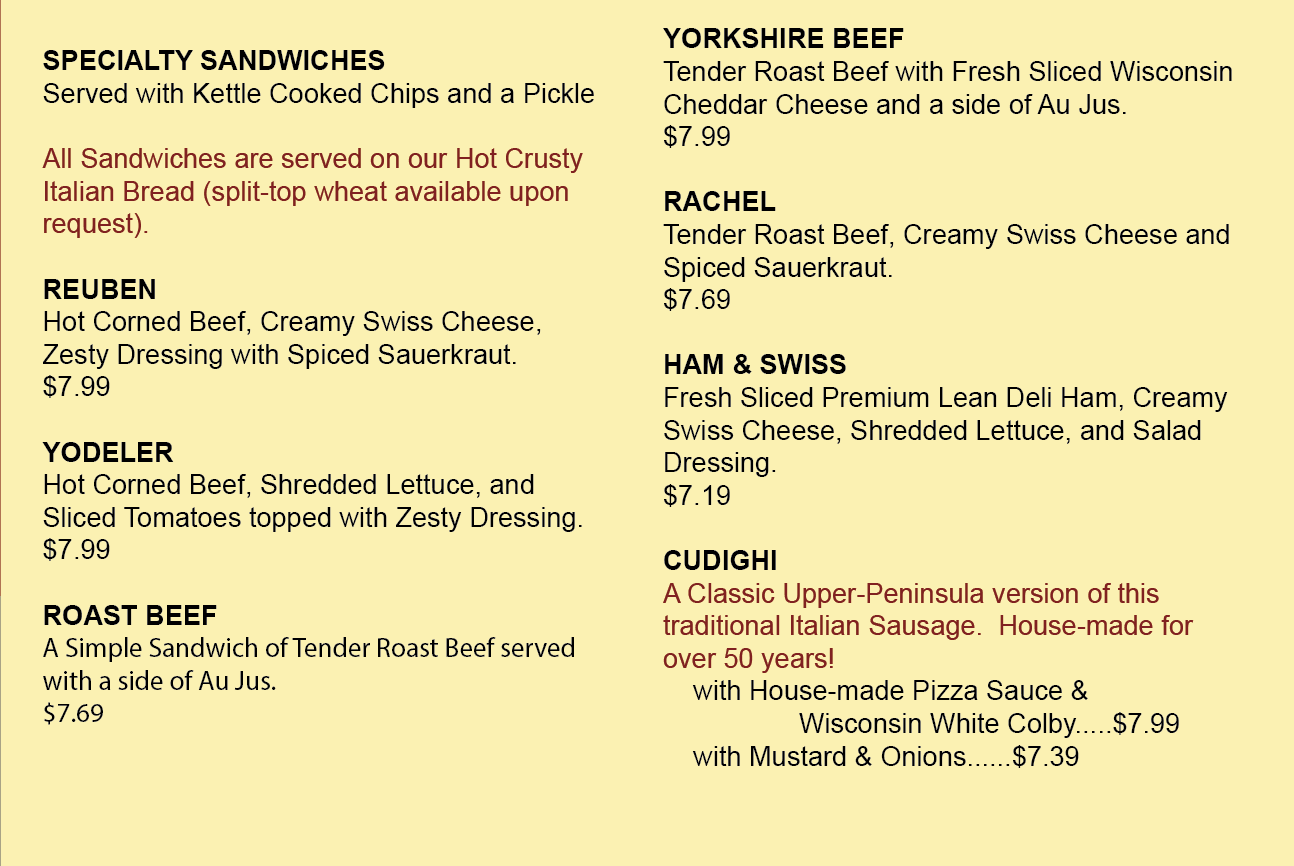 SPECIALTY SANDWICHES
Served with Kettle Cooked Chips and a Pickle
All Sandwiches are served on our Hot Crusty
Italian Bread (split-top wheat available upon
request).
REUBEN
Hot Corned Beef, Creamy Swiss Cheese,
Zesty Dressing with Spiced Sauerkraut.
$7.99
YODELER
Hot Corned Beef, Shredded Lettuce, and
Sliced Tomatoes topped with Zesty Dressing.
$7.99
ROAST BEEF
A Simple Sandwich of Tender Roast Beef served
with a side of Au Jus.
$7.69
YORKSHIRE BEEF
Tender Roast Beef with Fresh Sliced Wisconsin
Cheddar Cheese and a side of Au Jus.
$7.99
RACHEL
Tender Roast Beef, Creamy Swiss Cheese and
Spiced Sauerkraut.
$7.69
HAM & SWISS
Fresh Sliced Premium Lean Deli Ham, Creamy
Swiss Cheese, Shredded Lettuce, and Salad
Dressing.
$7.19
CUDIGHI
A Classic Upper-Peninsula version of this
traditional Italian Sausage.  House-made for
over 50 years!
with House-made Pizza Sauce &
Wisconsin White Colby.....$7.99
with Mustard & Onions......$7.39